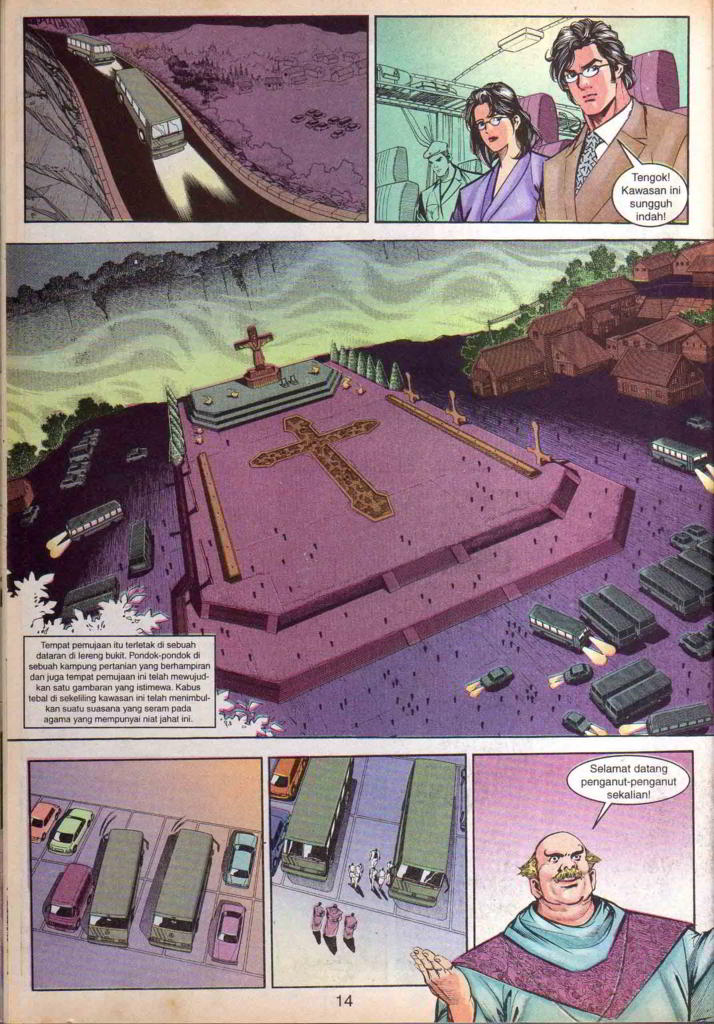 Tengok!
Kawasan ini
sungguh
indah!
Tempat pemujaan itu terletak di sebuah
dataran di lereng bukit. Pondok-pondok di
sebuah kampung pertanian yang berhampiran
dan juga tempat pemujaan ini telah mewujud-
kan satu gambaran yang istimewa. Kabus
tebal di sekeliling kawasan ini telah menimbul-
kan suatu suasana yang seram pada
agama yang mempunyai niat jahat ini.
Selamat datang
penganut-penganut
sekalian!
14